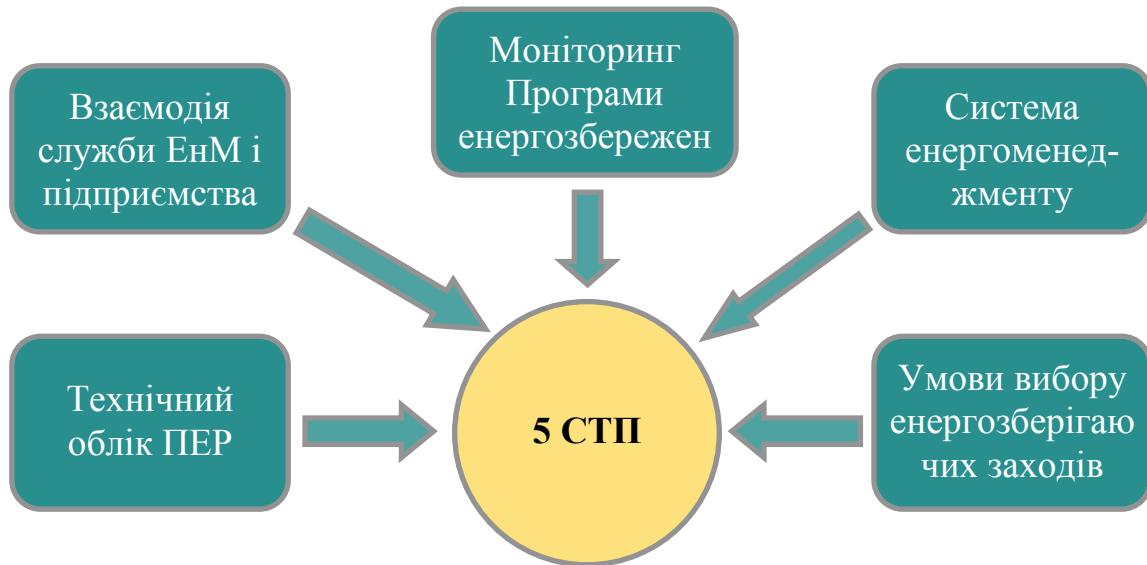 Взаємодія
служби ЕнМ і
підприємства
Моніторинг
Програми
енергозбережен
Система
енергоменед-
жменту
Технічний
облік ПЕР
5 СТП
Умови вибору
енергозберігаю
чих заходів